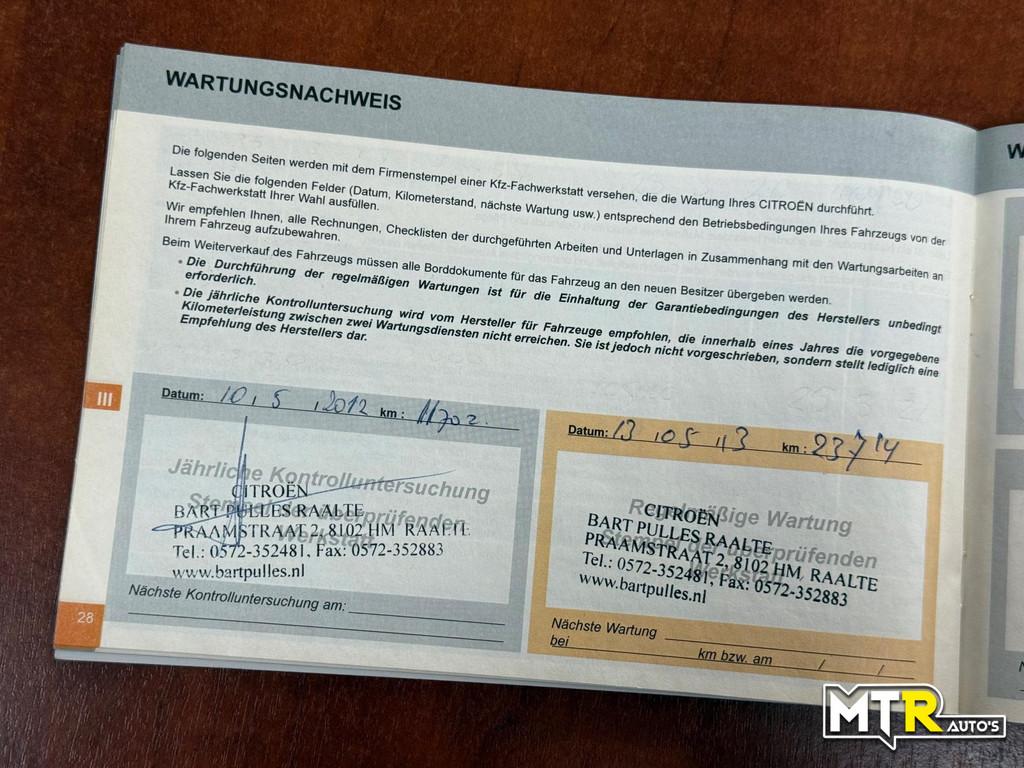 WARTUNGSNACHWEIS
Die folgenden Seiten werden mit dem Firmenstempel einer Kfz-Fachwerkstatt versehen, die die Wartung Ihres CITROËN durchführt.
Lassen Sie die folgenden Felder (Datum, Kilometerstand, nächste Wartung usw.) entsprechend den Betriebsbedingungen Ihres Fahrzeugs von der
Kfz-Fachwerkstatt Ihrer Wahl ausfüllen.
Wir empfehlen Ihnen, alle Rechnungen, Checklisten der durchgeführten Arbeiten und Unterlagen in Zusammenhang mit den Wartungsarbeiten an
Ihrem Fahrzeug aufzubewahren.
Beim Weiterverkauf des Fahrzeugs müssen alle Borddokumente für das Fahrzeug an den neuen Besitzer übergeben werden.
• Die Durchführung der regelmäßigen Wartungen ist für die Einhaltung der Garantiebedingungen des Herstellers unbedingt
erforderlich.
• Die jährliche Kontrolluntersuchung wird vom Hersteller für Fahrzeuge empfohlen, die innerhalb eines Jahres die vorgegebene
Kilometerleistung zwischen zwei Wartungsdiensten nicht erreichen. Sie ist jedoch nicht vorgeschrieben, sondern stellt lediglich eine
Empfehlung des Herstellers dar.
III
Datum: 10 , 5 , 2012 km : 11702.
Jährliche Kontrolluntersuchung
Stempel der überprüfenden
Werkstatt
CITROËN
BART PULLES RAALTE
PRAAMSTRAAT 2, 8102 HM RAALTE
Tel.: 0572-352481, Fax: 0572-352883
www.bartpulles.nl
Nächste Kontrolluntersuchung am:
Datum: 13 05 13 km : 23714
Regelmäßige Wartung
Stempel der überprüfenden
Werkstatt
CITROËN
BART PULLES RAALTE
PRAAMSTRAAT 2, 8102 HM, RAALTE
Tel.: 0572-352481, Fax: 0572-352883
www.bartpulles.nl
Nächste Wartung
bei km bzw. am / /
28
W
N
MTR AUTO'S